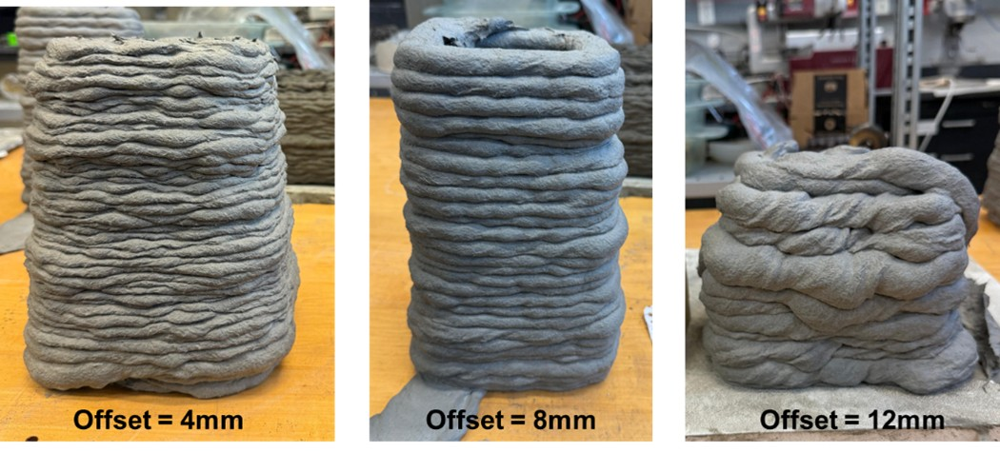 Offset = 4mm
Offset = 8mm
Offset = 12mm